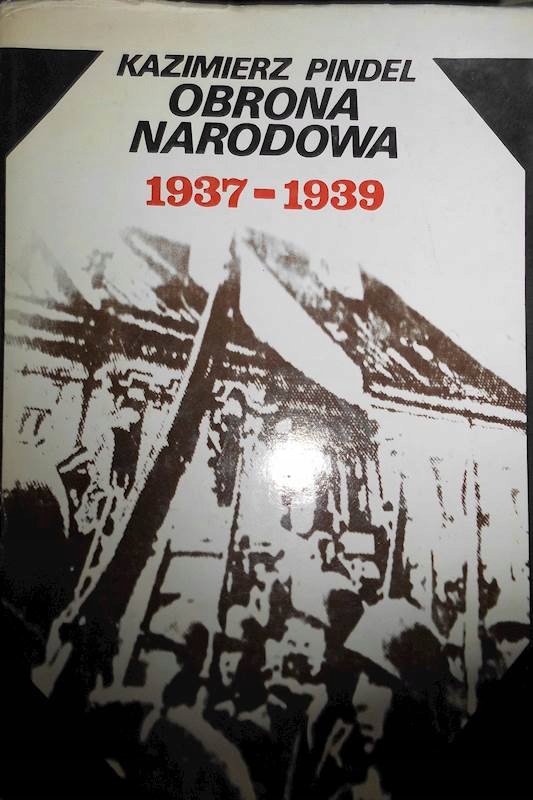 KAZIMIERZ PINDEL
OBRONA
NARODOWA
1937-1939